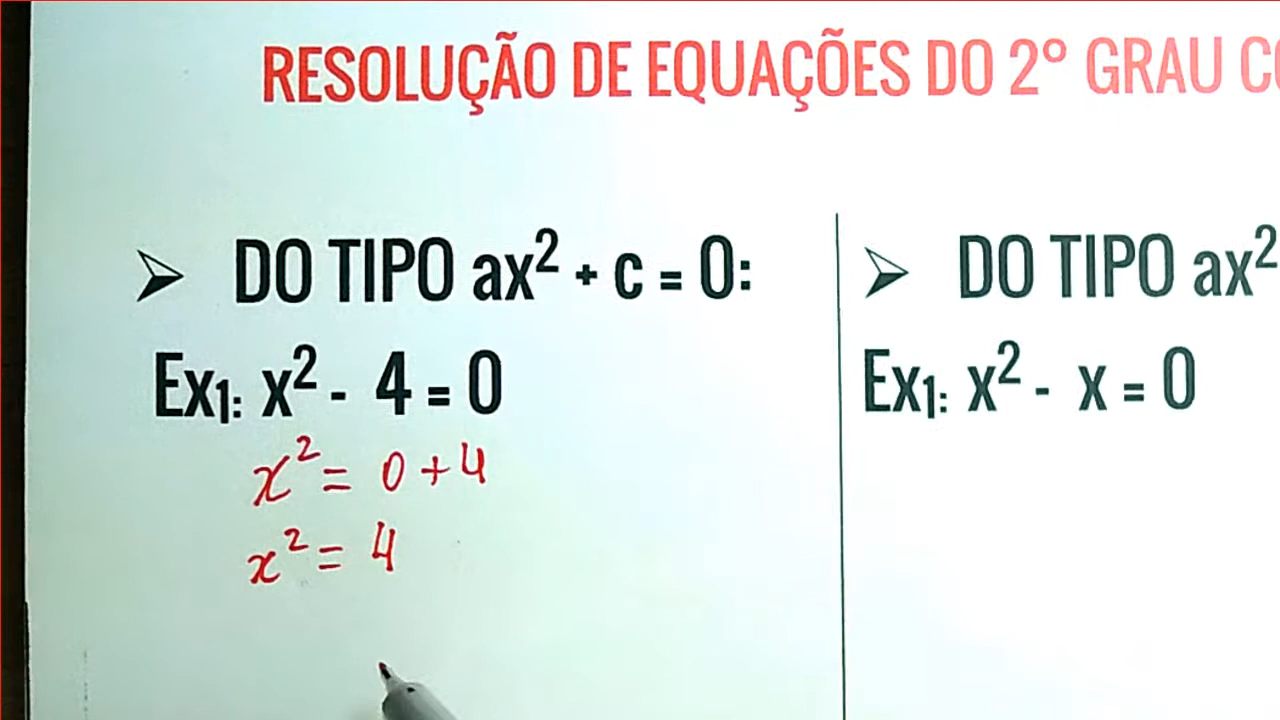 RESOLUÇÃO DE EQUAÇÕES DO 2° GRAU
➢ DO TIPO ax² + c = 0:
Ex1: x² - 4 = 0
x² = 0 + 4
x² = 4
➢ DO TIPO ax²
Ex1: x² - x = 0